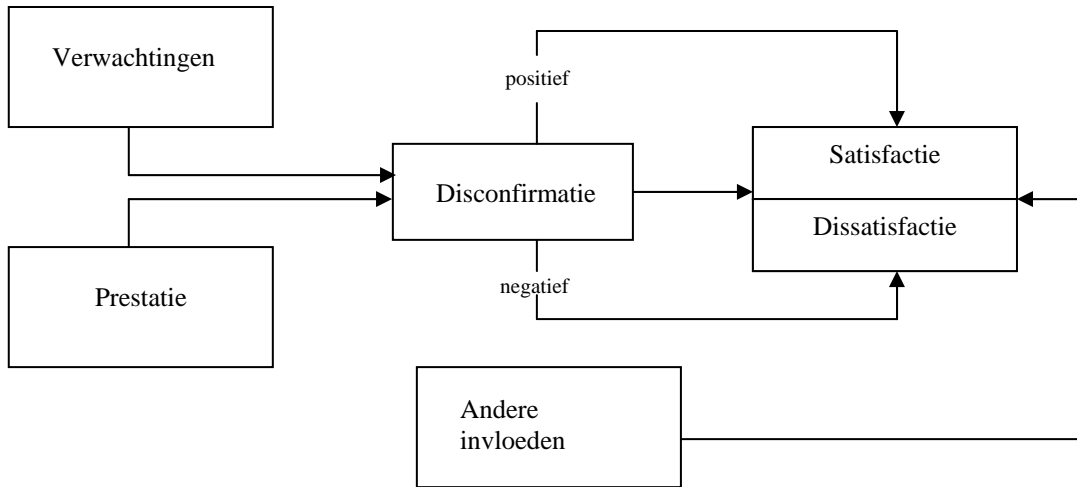 Verwachtingen
positief
Satisfactie
Disconfirmatie
Dissatisfactie
Prestatie
negatief
Andere
invloeden